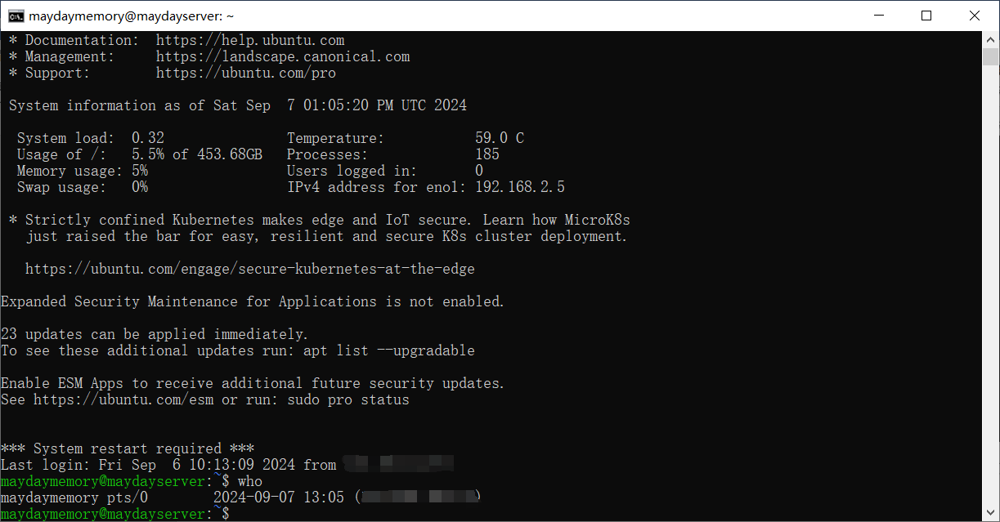 maydaymemory@maydayserver: ~
* Documentation:  https://help.ubuntu.com
* Management:     https://landscape.canonical.com
* Support:        https://ubuntu.com/pro
System information as of Sat Sep  7 01:05:20 PM UTC 2024
System load:  0.32               Temperature:           59.0 C
Usage of /:   5.5% of 453.68GB   Processes:             185
Memory usage: 5%                 Users logged in:       0
Swap usage:   0%                 IPv4 address for eno1: 192.168.2.5
* Strictly confined Kubernetes makes edge and IoT secure. Learn how MicroK8s
just raised the bar for easy, resilient and secure K8s cluster deployment.
https://ubuntu.com/engage/secure-kubernetes-at-the-edge
Expanded Security Maintenance for Applications is not enabled.
23 updates can be applied immediately.
To see these additional updates run: apt list --upgradable
Enable ESM Apps to receive additional future security updates.
See https://ubuntu.com/esm or run: sudo pro status
*** System restart required ***
Last login: Fri Sep  6 10:13:09 2024 from
maydaymemory@maydayserver:~$ who
maydaymemory pts/0        2024-09-07 13:05 ( )
maydaymemory@maydayserver:~$